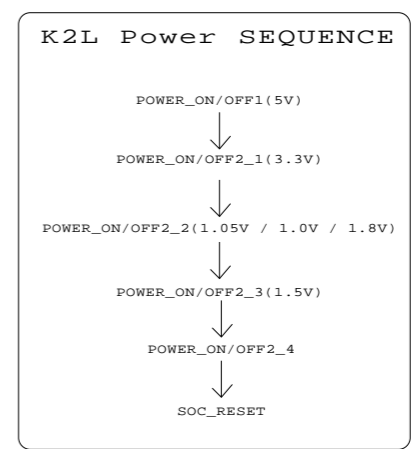 K2L Power SEQUENCE
POWER_ON/OFF1(5V)
POWER_ON/OFF2_1(3.3V)
POWER_ON/OFF2_2(1.05V / 1.0V / 1.8V)
POWER_ON/OFF2_3(1.5V)
POWER_ON/OFF2_4
SOC_RESET